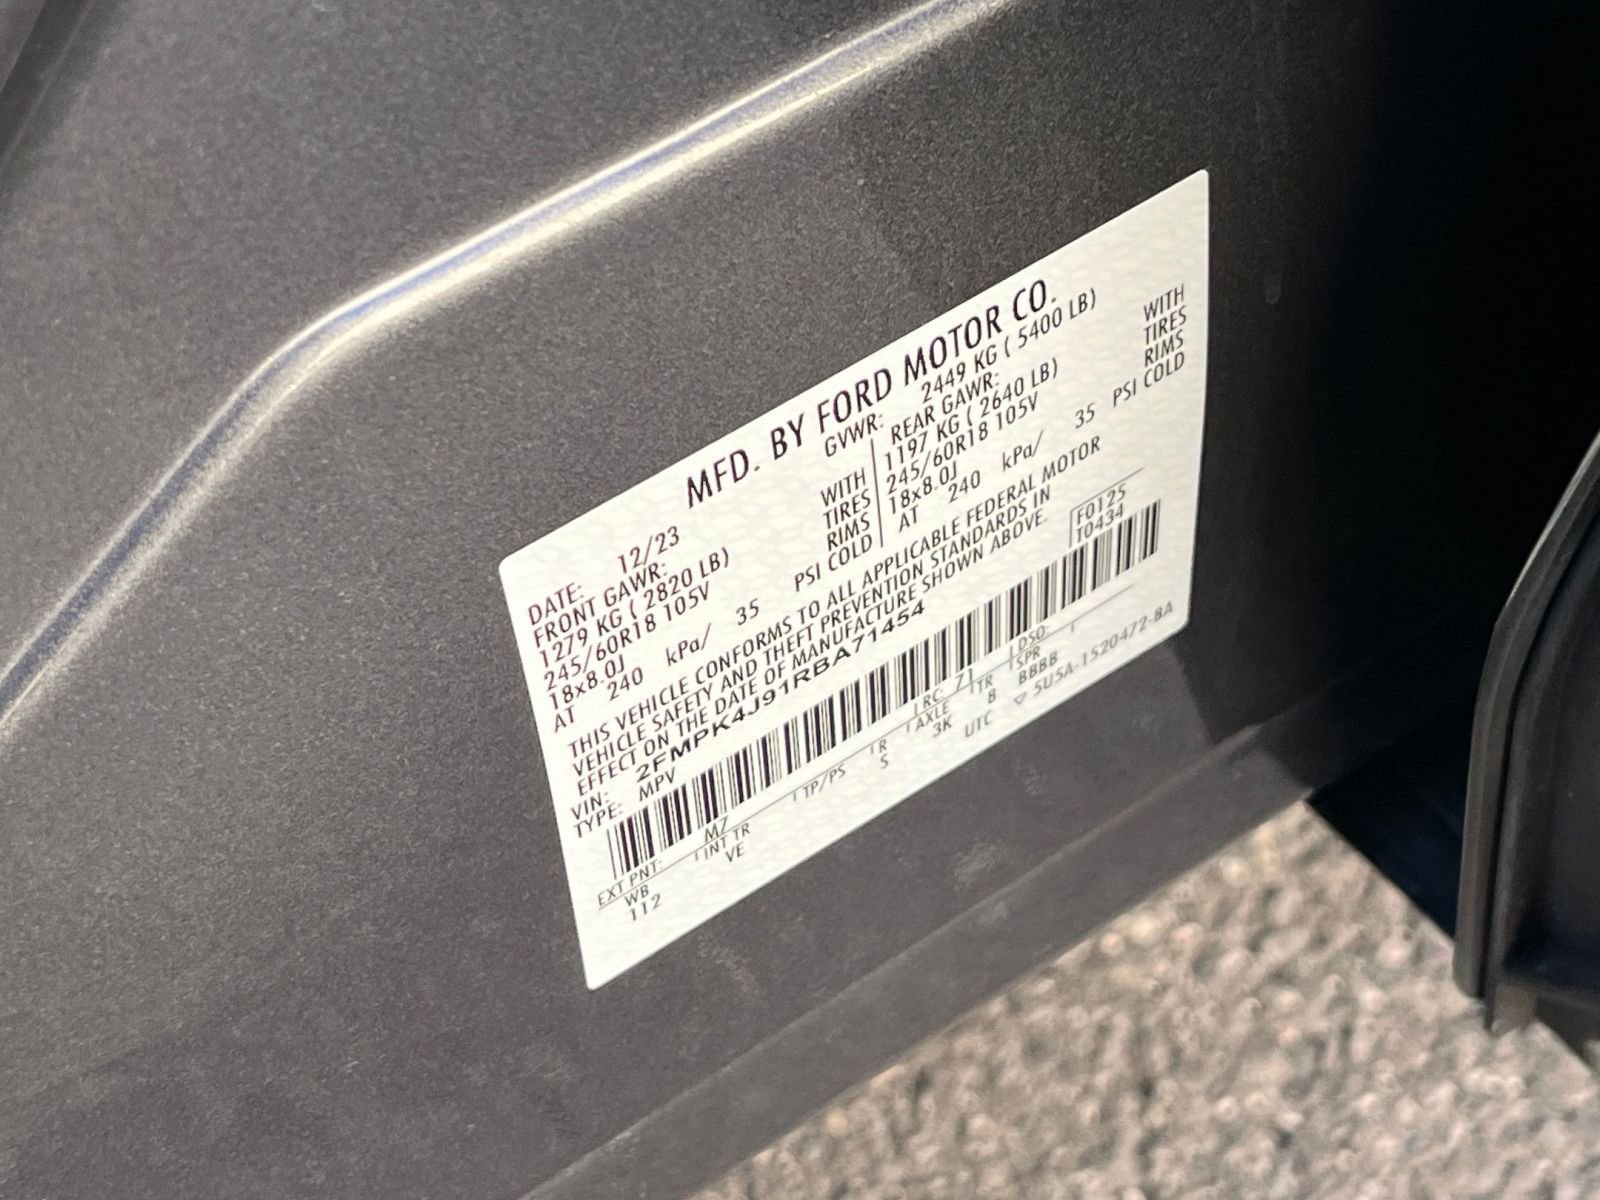 MFD. BY FORD MOTOR CO.
DATE: 12/23 GVWR: 2449 KG ( 5400 LB)
FRONT GAWR: REAR GAWR:
1279 KG ( 2820 LB) WITH 1197 KG ( 2640 LB) WITH
245/60R18 105V TIRES 245/60R18 105V TIRES
18x8.0J RIMS 18x8.0J RIMS
AT 240 kPa/ 35 PSI COLD AT 240 kPa/ 35 PSI COLD
THIS VEHICLE CONFORMS TO ALL APPLICABLE FEDERAL MOTOR
VEHICLE SAFETY AND THEFT PREVENTION STANDARDS IN
EFFECT ON THE DATE OF MANUFACTURE SHOWN ABOVE.
VIN: 2FMPK4J91RBA71454 F0125
TYPE: MPV T0434
EXT PNT: M7 RC: 71 DSO:
WB INT TR TP/PS R AXLE TR SPR
112 VE S 3K 8 BBBB
UTC ▽ 5U5A-1520472-BA